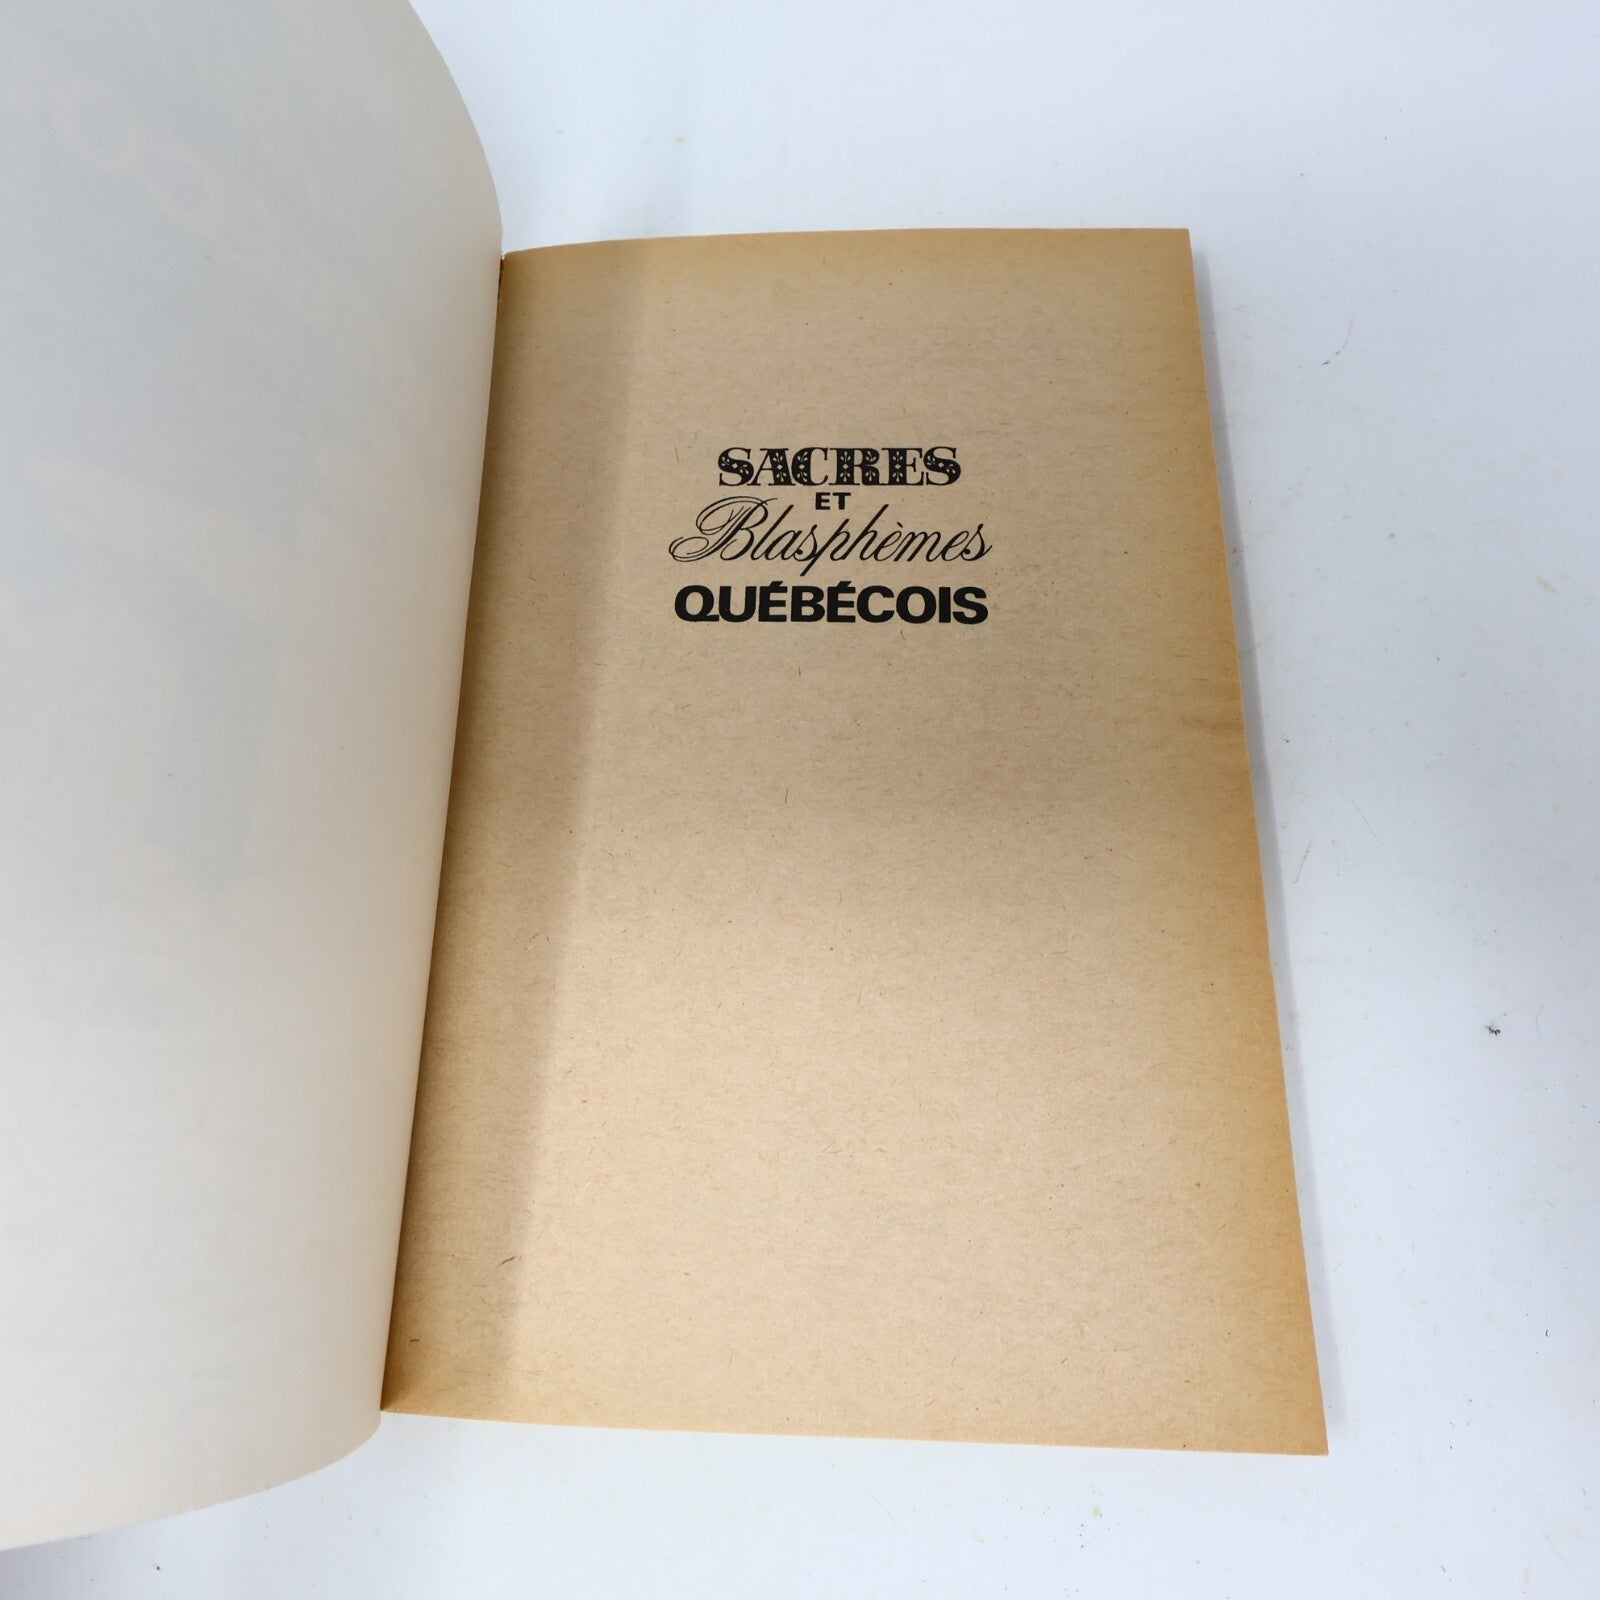 SACRES
ET
Blasphèmes
QUÉBÉCOIS